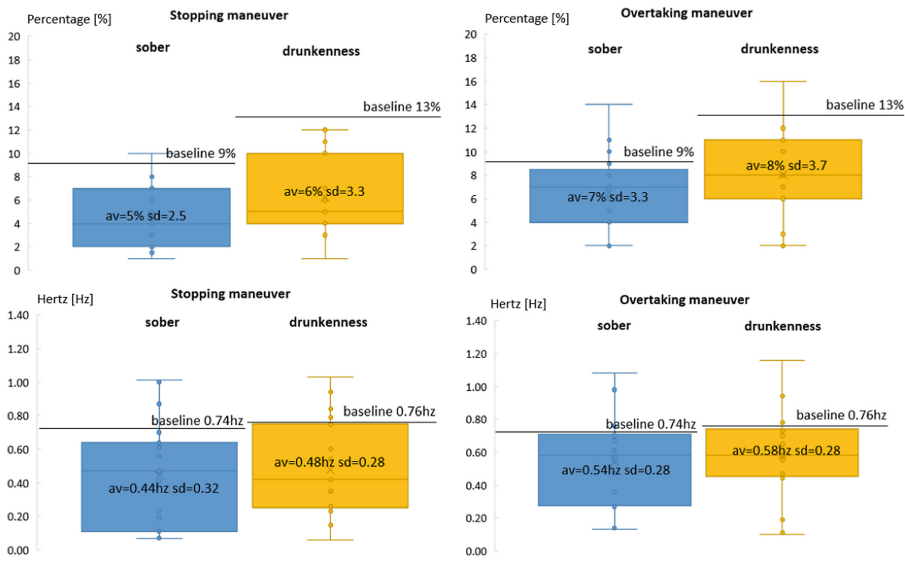 Stopping maneuver
Percentage [%]
sober
drunkenness
20
18
16
14
12
10
8
6
4
2
0
baseline 13%
baseline 9%
av=5% sd=2.5
av=6% sd=3.3
Overtaking maneuver
Percentage [%]
sober
drunkenness
20
18
16
14
12
10
8
6
4
2
0
baseline 13%
baseline 9%
av=7% sd=3.3
av=8% sd=3.7
Stopping maneuver
Hertz [Hz]
sober
drunkenness
1.40
1.20
1.00
0.80
0.60
0.40
0.20
0.00
baseline 0.74hz
baseline 0.76hz
av=0.44hz sd=0.32
av=0.48hz sd=0.28
Overtaking maneuver
Hertz [Hz]
sober
drunkenness
1.40
1.20
1.00
0.80
0.60
0.40
0.20
0.00
baseline 0.74hz
baseline 0.76hz
av=0.54hz sd=0.28
av=0.58hz sd=0.28